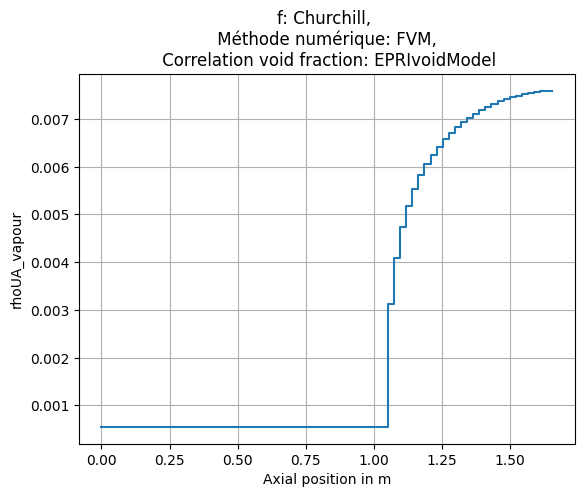 f: Churchill,
Méthode numérique: FVM,
Correlation void fraction: EPRIvoidModel
rhoUA_vapour
0.007
0.006
0.005
0.004
0.003
0.002
0.001
0.00 0.25 0.50 0.75 1.00 1.25 1.50
Axial position in m